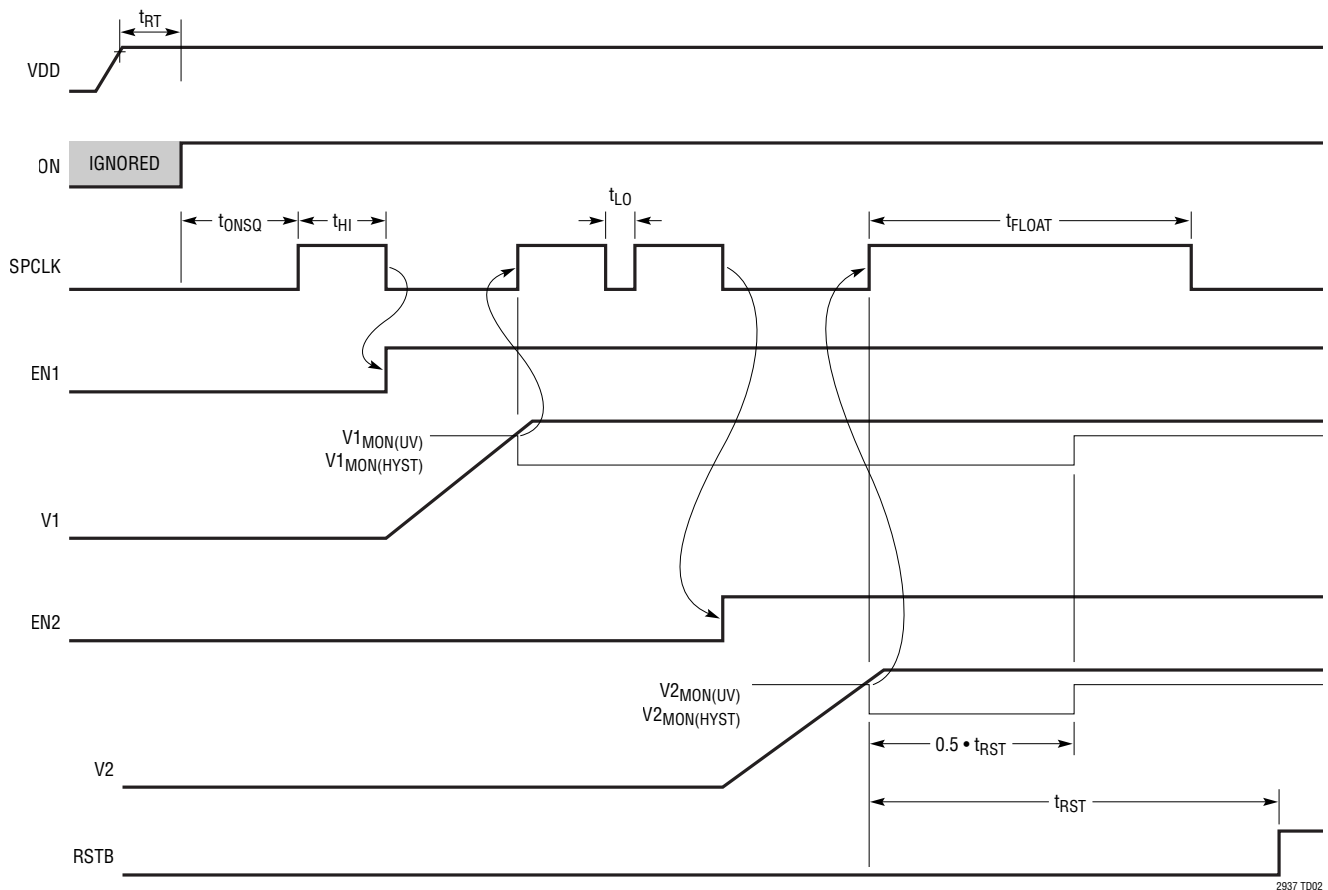 tRT
VDD
ON
IGNORED
tLO
tONSQ
tHI
tFLOAT
SPCLK
EN1
V1MON(UV)
V1MON(HYST)
V1
EN2
V2MON(UV)
V2MON(HYST)
0.5 • tRST
V2
tRST
RSTB
2937 TD02